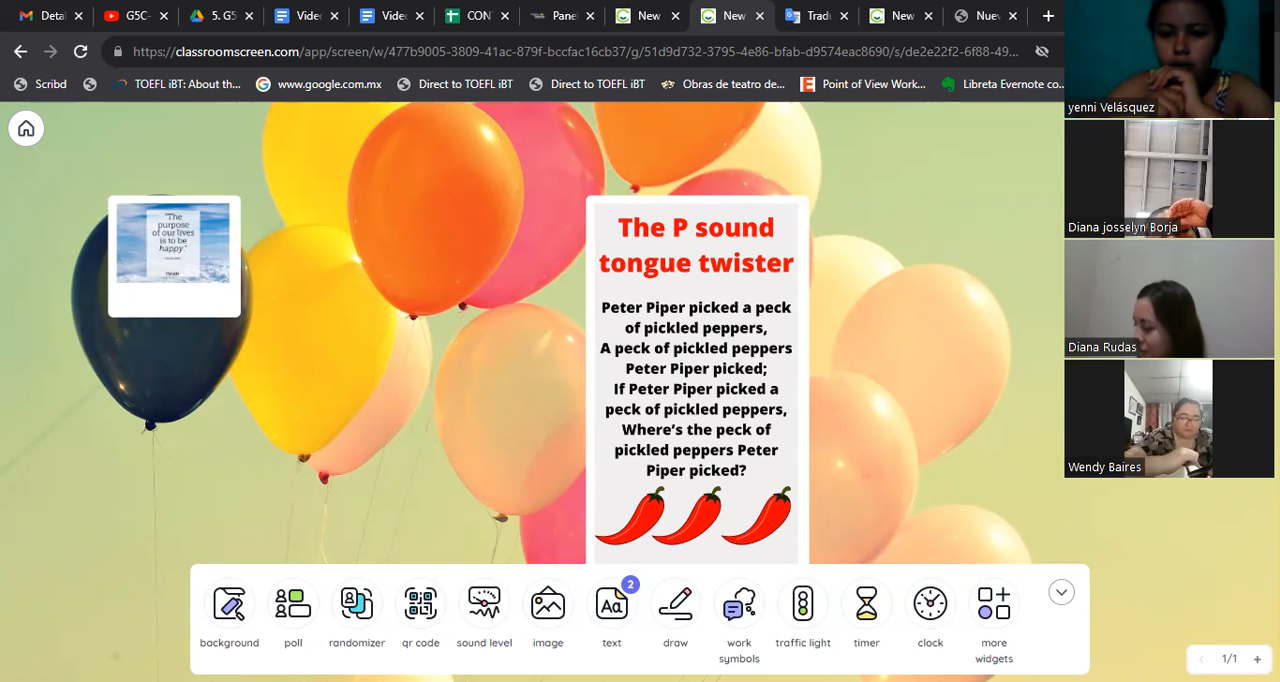 Detal
G5C-
5. G5
Video
Video
CON
Pane
New
New
Tradu
New
Nuev
https://classroomscreen.com/app/screen/w/477b9005-3809-41ac-879f-bccfac16cb37/g/51d9d732-3795-4e86-bfab-d9574eac8690/s/de2e22f2-6f88-49...
Scribd
TOEFL iBT: About th...
www.google.com.mx
Direct to TOEFL iBT
Direct to TOEFL iBT
Obras de teatro de...
Point of View Work...
Libreta Evernote co...
yenni Velásquez
Diana josselyn Borja
Diana Rudas
Wendy Baires
"The
purpose
of our lives
is to be
happy."
The P sound
tongue twister
Peter Piper picked a peck
of pickled peppers,
A peck of pickled peppers
Peter Piper picked;
If Peter Piper picked a
peck of pickled peppers,
Where's the peck of
pickled peppers Peter
Piper picked?
background
poll
randomizer
qr code
sound level
image
Aa
2
text
draw
work
symbols
traffic light
timer
clock
more
widgets
1/1